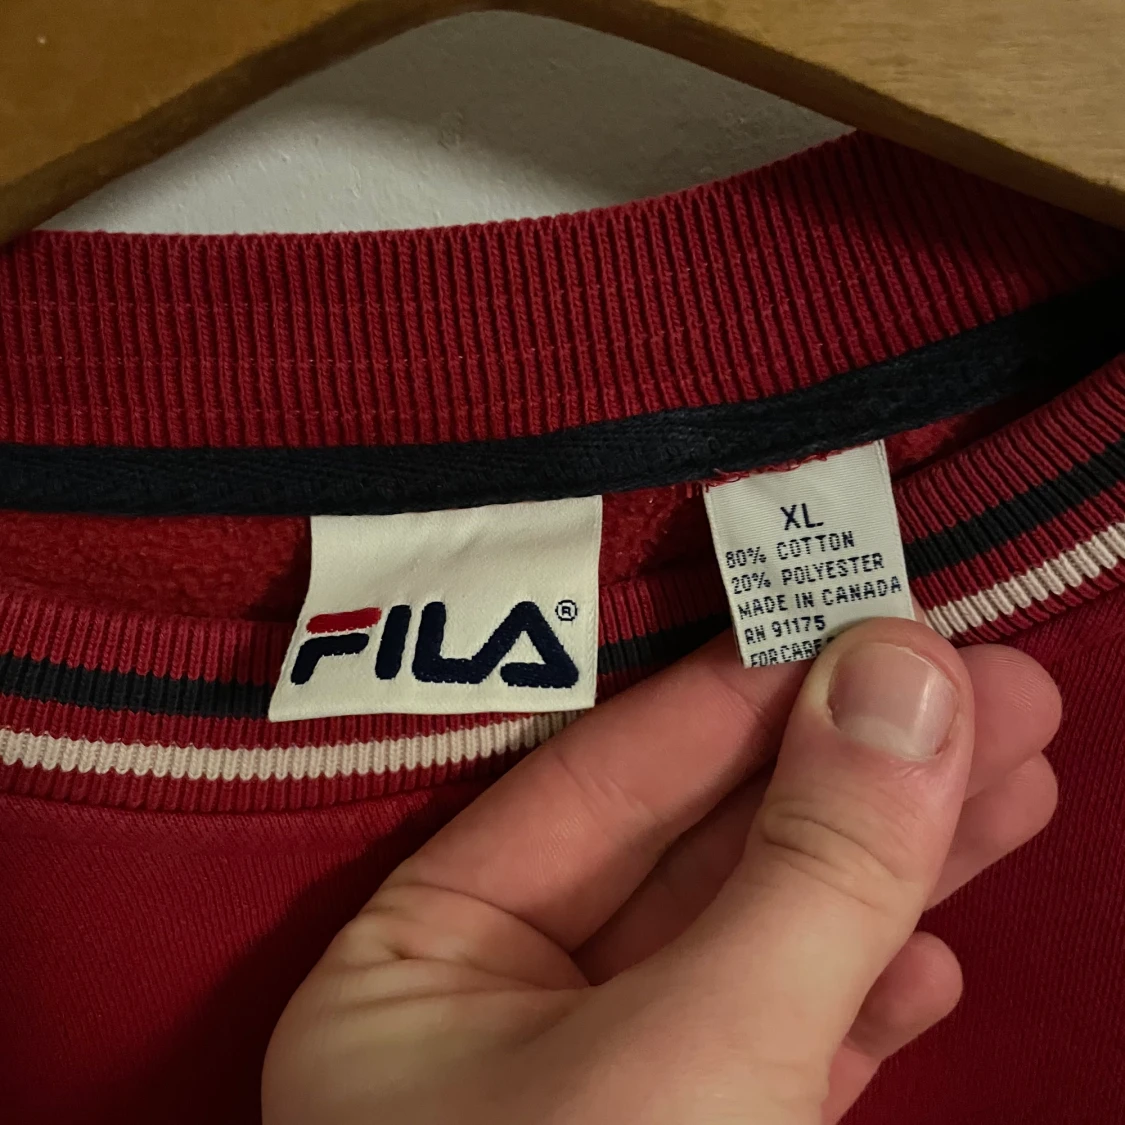 FILA®
XL
80% COTTON
20% POLYESTER
MADE IN CANADA
RN 91175
FOR CARE